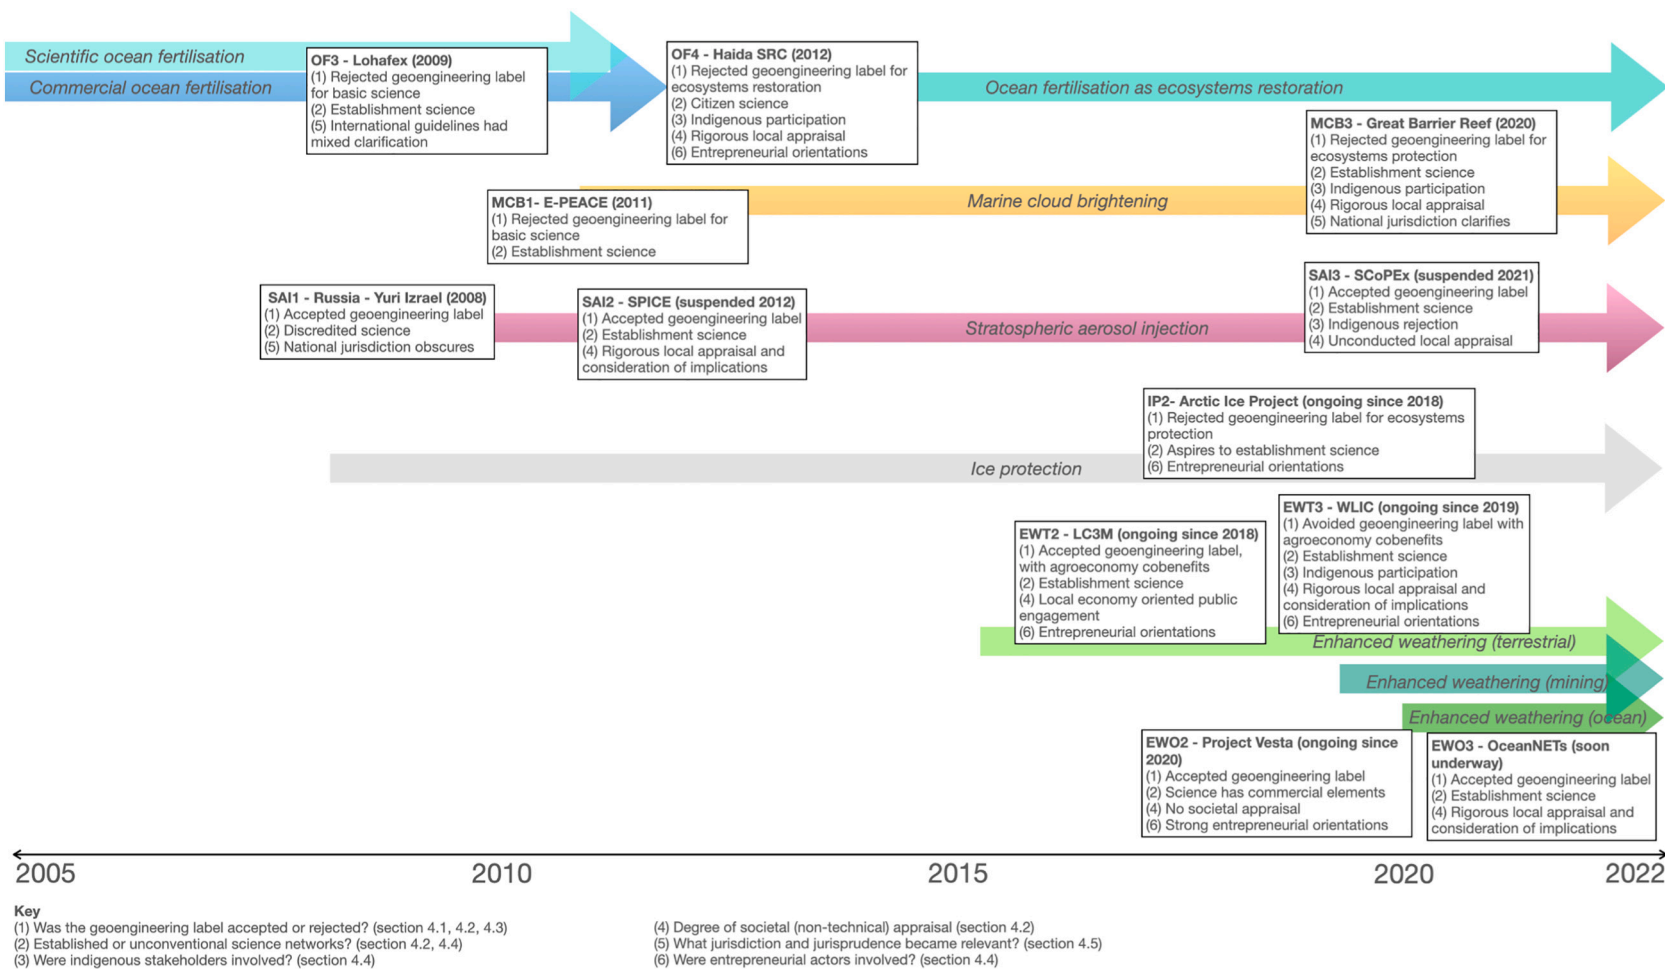 Scientific ocean fertilisation
Commercial ocean fertilisation
OF3 - Lohafex (2009)
(1) Rejected geoengineering label
for basic science
(2) Establishment science
(5) International guidelines had
mixed clarification
OF4 - Haida SRC (2012)
(1) Rejected geoengineering label for
ecosystems restoration
(2) Citizen science
(3) Indigenous participation
(4) Rigorous local appraisal
(6) Entrepreneurial orientations
Ocean fertilisation as ecosystems restoration
MCB3 - Great Barrier Reef (2020)
(1) Rejected geoengineering label for
ecosystems protection
(2) Establishment science
(3) Indigenous participation
(4) Rigorous local appraisal
(5) National jurisdiction clarifies
MCB1- E-PEACE (2011)
(1) Rejected geoengineering label for
basic science
(2) Establishment science
Marine cloud brightening
SAI1 - Russia - Yuri Izrael (2008)
(1) Accepted geoengineering label
(2) Discredited science
(5) National jurisdiction obscures
SAI2 - SPICE (suspended 2012)
(1) Accepted geoengineering label
(2) Establishment science
(4) Rigorous local appraisal and
consideration of implications
Stratospheric aerosol injection
SAI3 - SCoPEx (suspended 2021)
(1) Accepted geoengineering label
(2) Establishment science
(3) Indigenous rejection
(4) Unconducted local appraisal
IP2- Arctic Ice Project (ongoing since 2018)
(1) Rejected geoengineering label for ecosystems
protection
(2) Aspires to establishment science
(6) Entrepreneurial orientations
Ice protection
EWT2 - LC3M (ongoing since 2018)
(1) Accepted geoengineering label,
with agroeconomy cobenefits
(2) Establishment science
(4) Local economy oriented public
engagement
(6) Entrepreneurial orientations
EWT3 - WLIC (ongoing since 2019)
(1) Avoided geoengineering label with
agroeconomy cobenefits
(2) Establishment science
(3) Indigenous participation
(4) Rigorous local appraisal and
consideration of implications
(6) Entrepreneurial orientations
Enhanced weathering (terrestrial)
Enhanced weathering (mining)
Enhanced weathering (ocean)
EWO2 - Project Vesta (ongoing since
2020)
(1) Accepted geoengineering label
(2) Science has commercial elements
(4) No societal appraisal
(6) Strong entrepreneurial orientations
EWO3 - OceanNETs (soon
underway)
(1) Accepted geoengineering label
(2) Establishment science
(4) Rigorous local appraisal and
consideration of implications
2005
2010
2015
2020
2022
Key
(1) Was the geoengineering label accepted or rejected? (section 4.1, 4.2, 4.3)
(2) Established or unconventional science networks? (section 4.2, 4.4)
(3) Were indigenous stakeholders involved? (section 4.4)
(4) Degree of societal (non-technical) appraisal (section 4.2)
(5) What jurisdiction and jurisprudence became relevant? (section 4.5)
(6) Were entrepreneurial actors involved? (section 4.4)